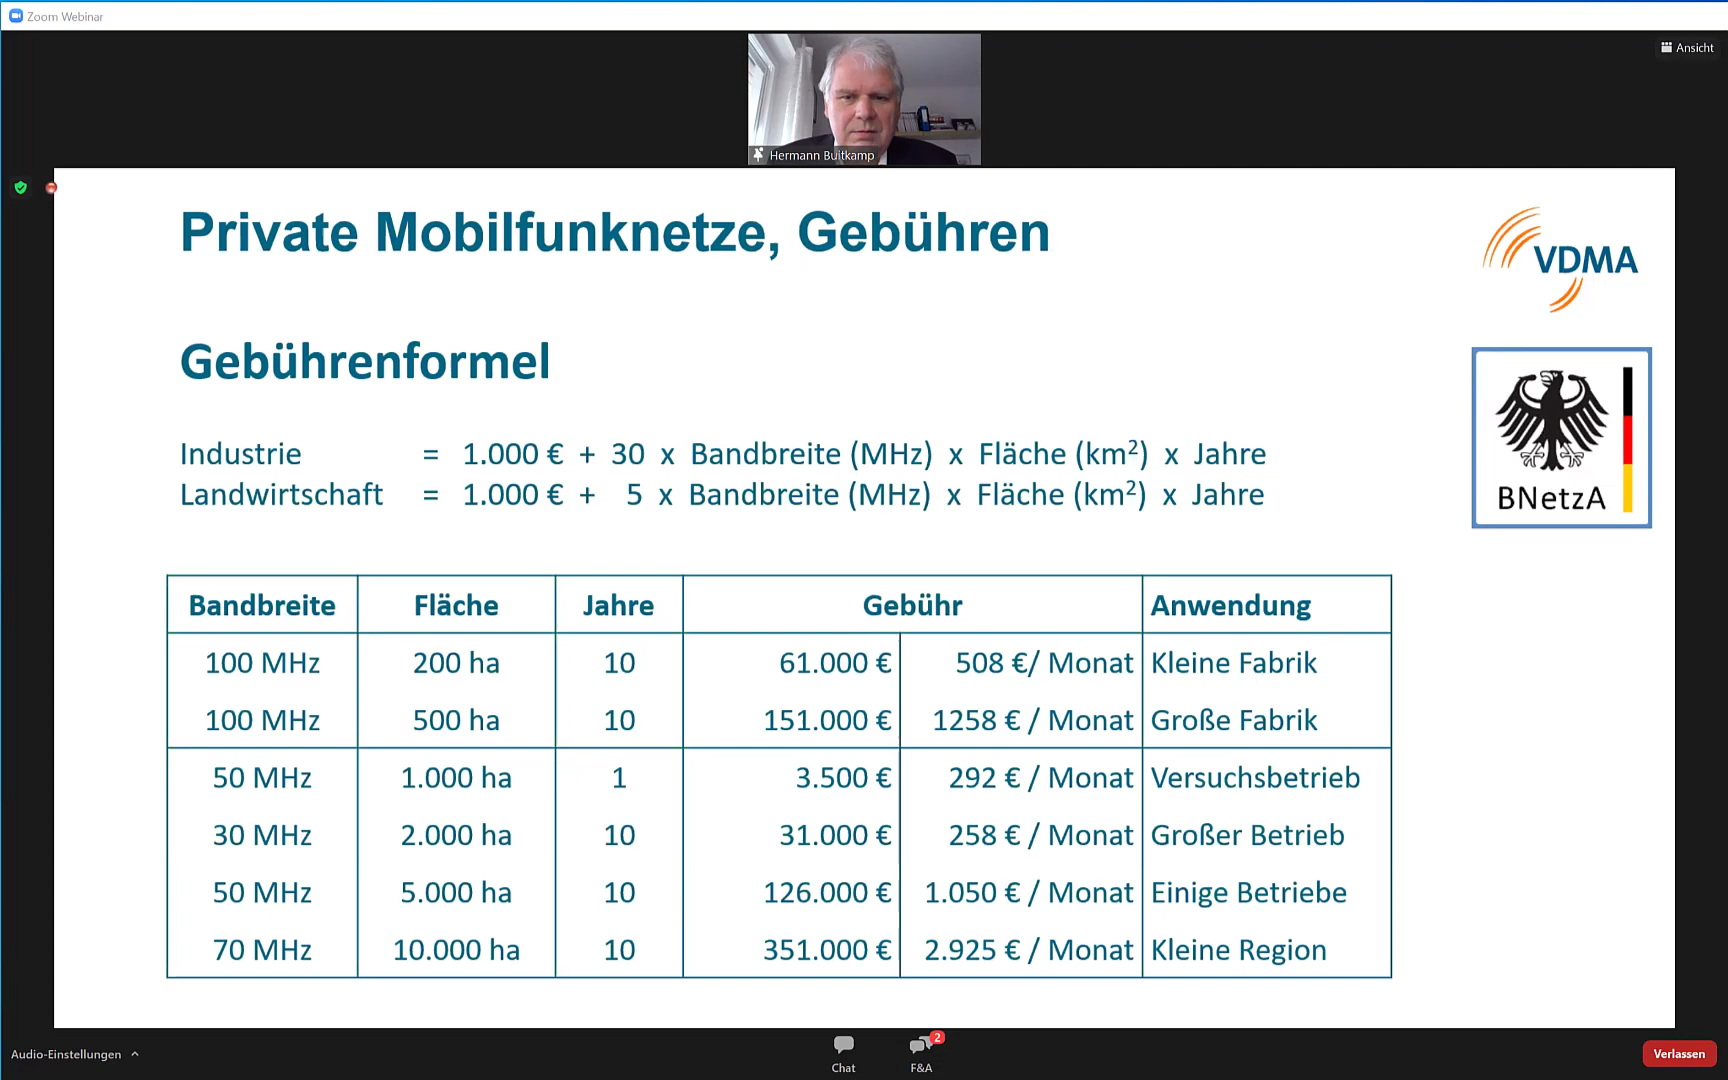 Zoom Webinar
Ansicht
Hermann Buitkamp
Private Mobilfunknetze, Gebühren
VDMA
Gebührenformel
BNetzA
Industrie = 1.000 € + 30 x Bandbreite (MHz) x Fläche (km²) x Jahre
Landwirtschaft = 1.000 € + 5 x Bandbreite (MHz) x Fläche (km²) x Jahre
Bandbreite Fläche Jahre Gebühr Anwendung
100 MHz 200 ha 10 61.000 € 508 €/ Monat Kleine Fabrik
100 MHz 500 ha 10 151.000 € 1258 € / Monat Große Fabrik
50 MHz 1.000 ha 1 3.500 € 292 € / Monat Versuchsbetrieb
30 MHz 2.000 ha 10 31.000 € 258 € / Monat Großer Betrieb
50 MHz 5.000 ha 10 126.000 € 1.050 € / Monat Einige Betriebe
70 MHz 10.000 ha 10 351.000 € 2.925 € / Monat Kleine Region
Audio-Einstellungen
Chat
2
F&A
Verlassen